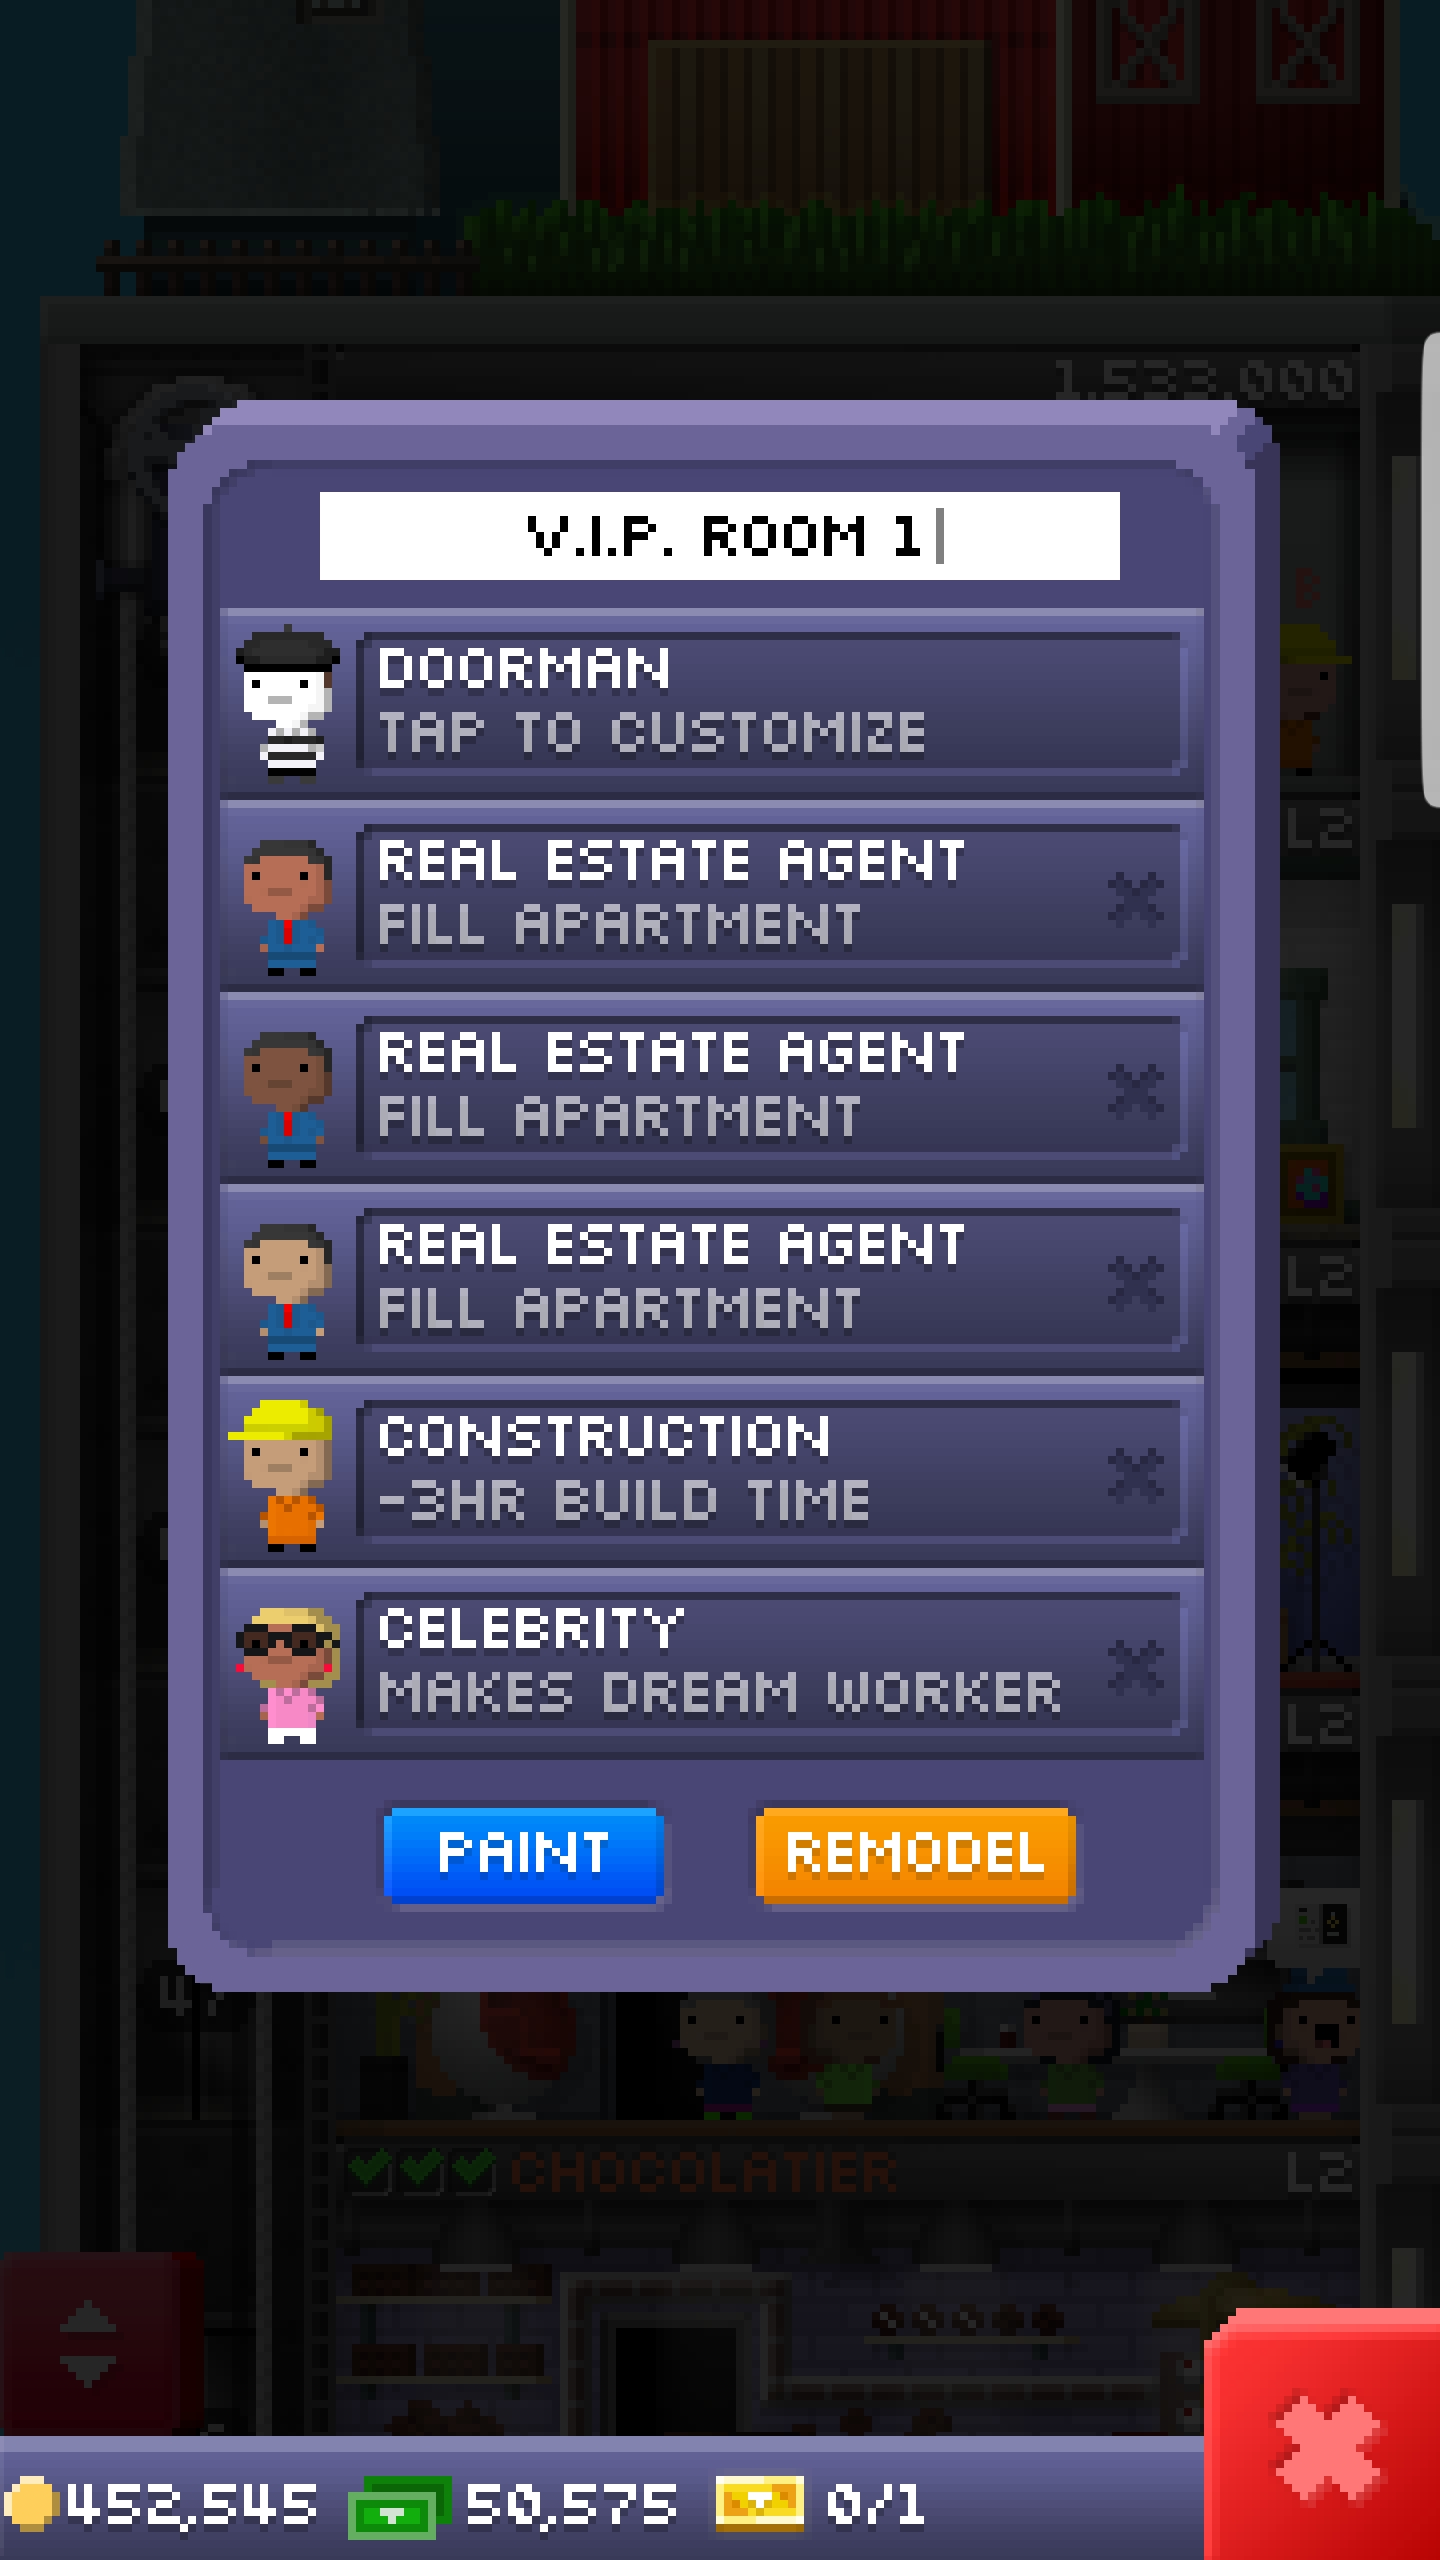 1,533,000
V.I.P. ROOM 1
B
DOORMAN
TAP TO CUSTOMIZE
L2
REAL ESTATE AGENT
FILL APARTMENT
REAL ESTATE AGENT
FILL APARTMENT
REAL ESTATE AGENT
FILL APARTMENT
L2
CONSTRUCTION
-3HR BUILD TIME
CELEBRITY
MAKES DREAM WORKER
L2
PAINT
REMODEL
47
CHOCOLATIER
L2
452,545
50,575
0/1